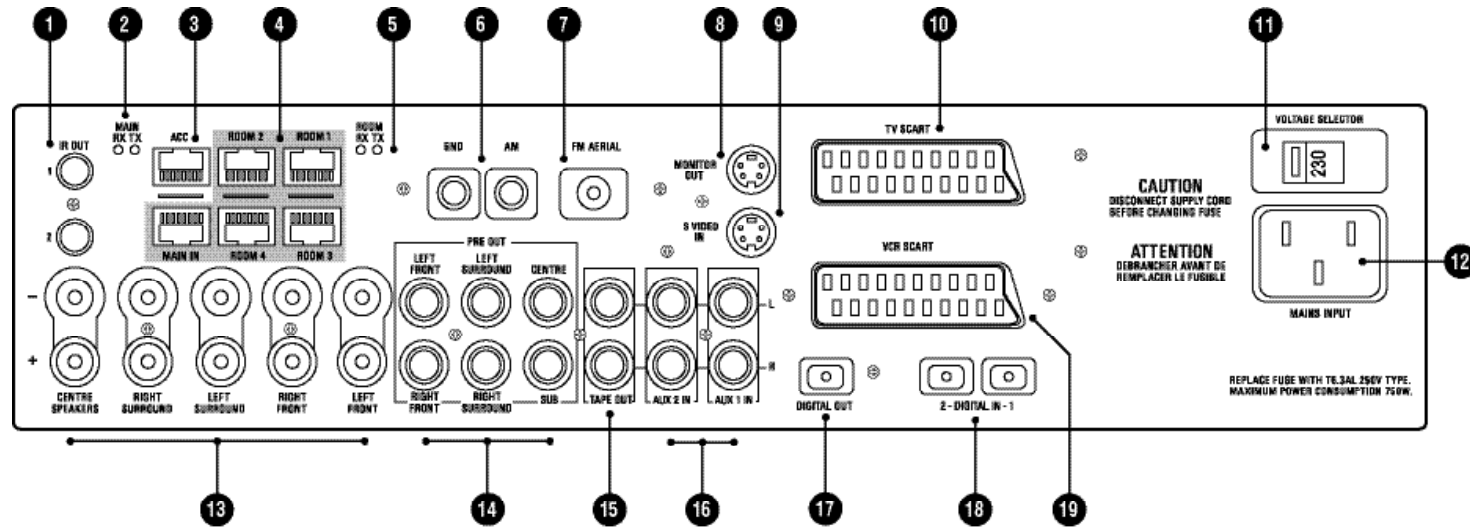 1
2
3
4
5
6
7
8
9
10
11
IR OUT
MAIN
RX TX
ACC
ROOM 2
ROOM 1
ROOM
RX TX
GND
AM
FM AERIAL
MONITOR
OUT
TV SCART
VOLTAGE SELECTOR
230
1
2
MAIN IN
ROOM 4
ROOM 3
S VIDEO
IN
CAUTION
DISCONNECT SUPPLY CORD
BEFORE CHANGING FUSE
ATTENTION
DEBRANCHER AVANT DE
REMPLACER LE FUSIBLE
12
MAINS INPUT
PRE OUT
LEFT
FRONT
LEFT
SURROUND
CENTRE
VCR SCART
–
+
L
R
CENTRE
SPEAKERS
RIGHT
SURROUND
LEFT
SURROUND
RIGHT
FRONT
LEFT
FRONT
RIGHT
FRONT
RIGHT
SURROUND
SUB
TAPE OUT
AUX 2 IN
AUX 1 IN
DIGITAL OUT
2 - DIGITAL IN - 1
REPLACE FUSE WITH T6.3AL 250V TYPE.
MAXIMUM POWER CONSUMPTION 750W.
13
14
15
16
17
18
19